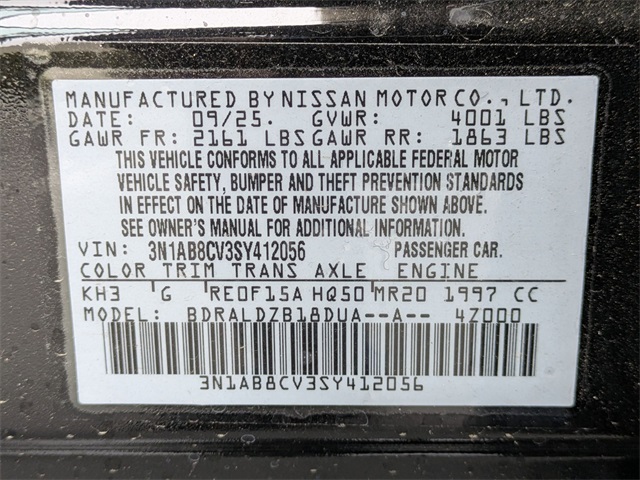 MANUFACTURED BY NISSAN MOTOR CO., LTD.
DATE: 09/25. GVWR: 4001 LBS
GAWR FR: 2161 LBS GAWR RR: 1863 LBS
THIS VEHICLE CONFORMS TO ALL APPLICABLE FEDERAL MOTOR
VEHICLE SAFETY, BUMPER AND THEFT PREVENTION STANDARDS
IN EFFECT ON THE DATE OF MANUFACTURE SHOWN ABOVE.
SEE OWNER'S MANUAL FOR ADDITIONAL INFORMATION.
VIN: 3N1AB8CV3SY412056 PASSENGER CAR.
COLOR TRIM TRANS AXLE ENGINE
KH3 G RE0F15A HQ50 MR20 1997 CC
MODEL: BDRALDZB18DUA--A-- 4Z000
3N1AB8CV3SY412056